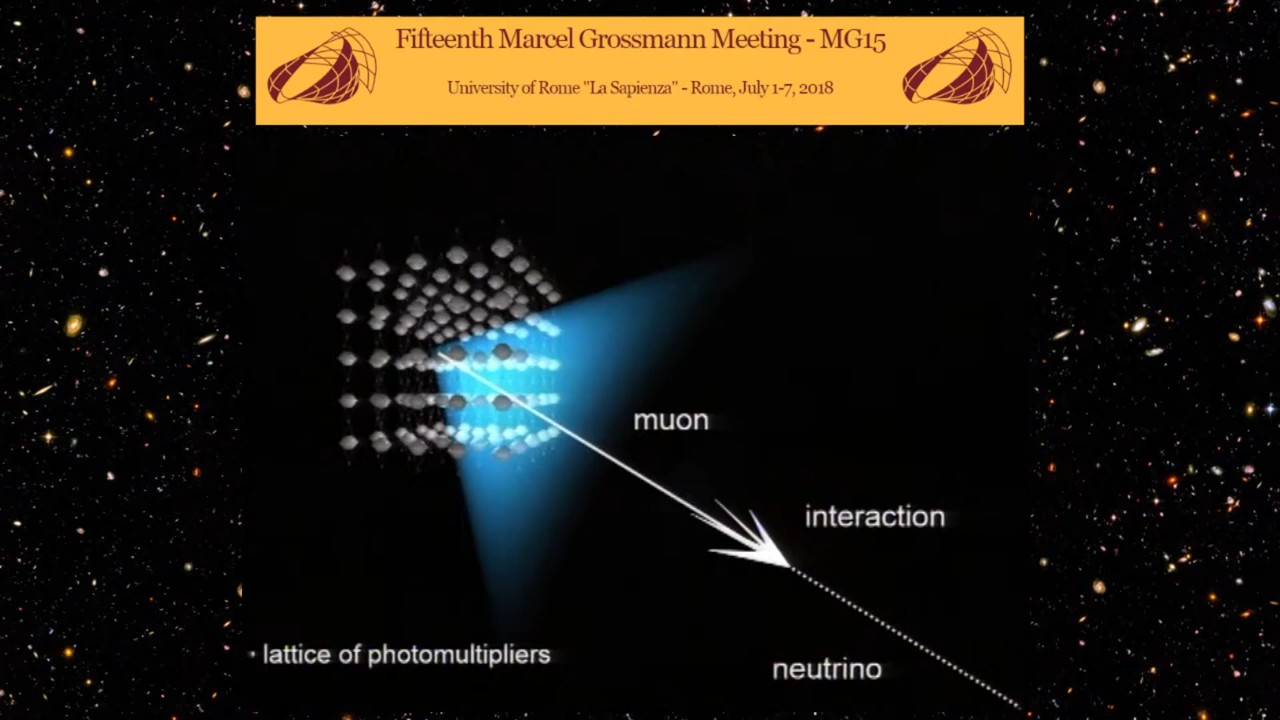 Fifteenth Marcel Grossmann Meeting - MG15
University of Rome "La Sapienza" - Rome, July 1-7, 2018
muon
interaction
· lattice of photomultipliers
neutrino